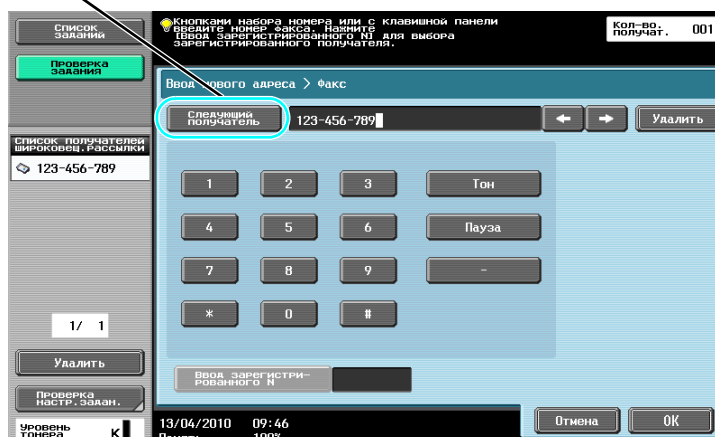 Список
заданий
Кнопками набора номера или с клавишной панели
введите номер факса. Нажмите
[Ввод зарегистрированного N] для выбора
зарегистрированного получателя.
Кол-во.
получат.
001
Проверка
задания
Ввод нового адреса > Факс
Следующий
получатель
123-456-789
Удалить
Список получателей
широковещ.рассылки
123-456-789
1 2 3 Тон
4 5 6 Пауза
7 8 9 -
* 0 #
1/ 1
Удалить
Ввод зарегистри-
рованного N
Проверка
настр.задан.
Уровень
тонера
K
13/04/2010 09:46
Память 100%
Отмена
OK